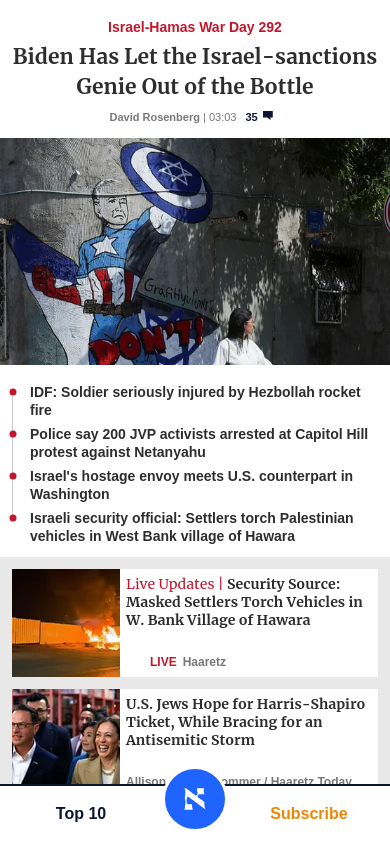 Israel-Hamas War Day 292
Biden Has Let the Israel-sanctions
Genie Out of the Bottle
David Rosenberg | 03:03 35
Grafitiyul
DON'T!
IDF: Soldier seriously injured by Hezbollah rocket
fire
Police say 200 JVP activists arrested at Capitol Hill
protest against Netanyahu
Israel's hostage envoy meets U.S. counterpart in
Washington
Israeli security official: Settlers torch Palestinian
vehicles in West Bank village of Hawara
Live Updates | Security Source:
Masked Settlers Torch Vehicles in
W. Bank Village of Hawara
LIVE Haaretz
U.S. Jews Hope for Harris-Shapiro
Ticket, While Bracing for an
Antisemitic Storm
Allison ommer / Haaretz Today
Top 10
Subscribe